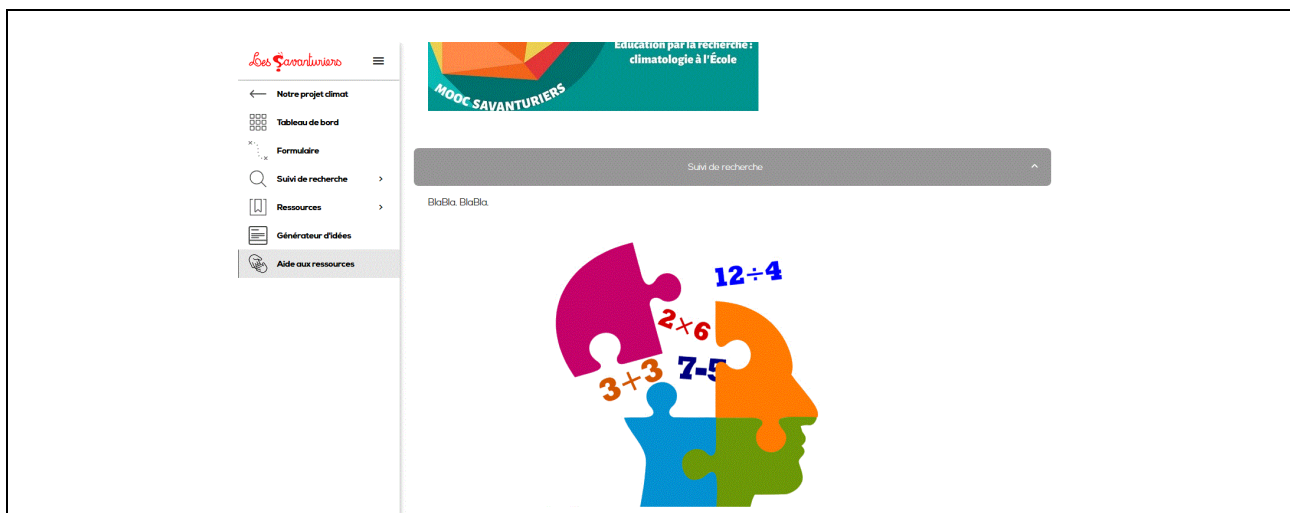 Les Savanturiers
Notre projet climat
Tableau de bord
Formulaire
Suivi de recherche
Ressources
Générateur d'idées
Aide aux ressources
Education par la recherche :
climatologie à l'École
MOOC SAVANTURIERS
Suivi de recherche
BlaBla. BlaBla.
12÷4
2×6
7-5
3+3